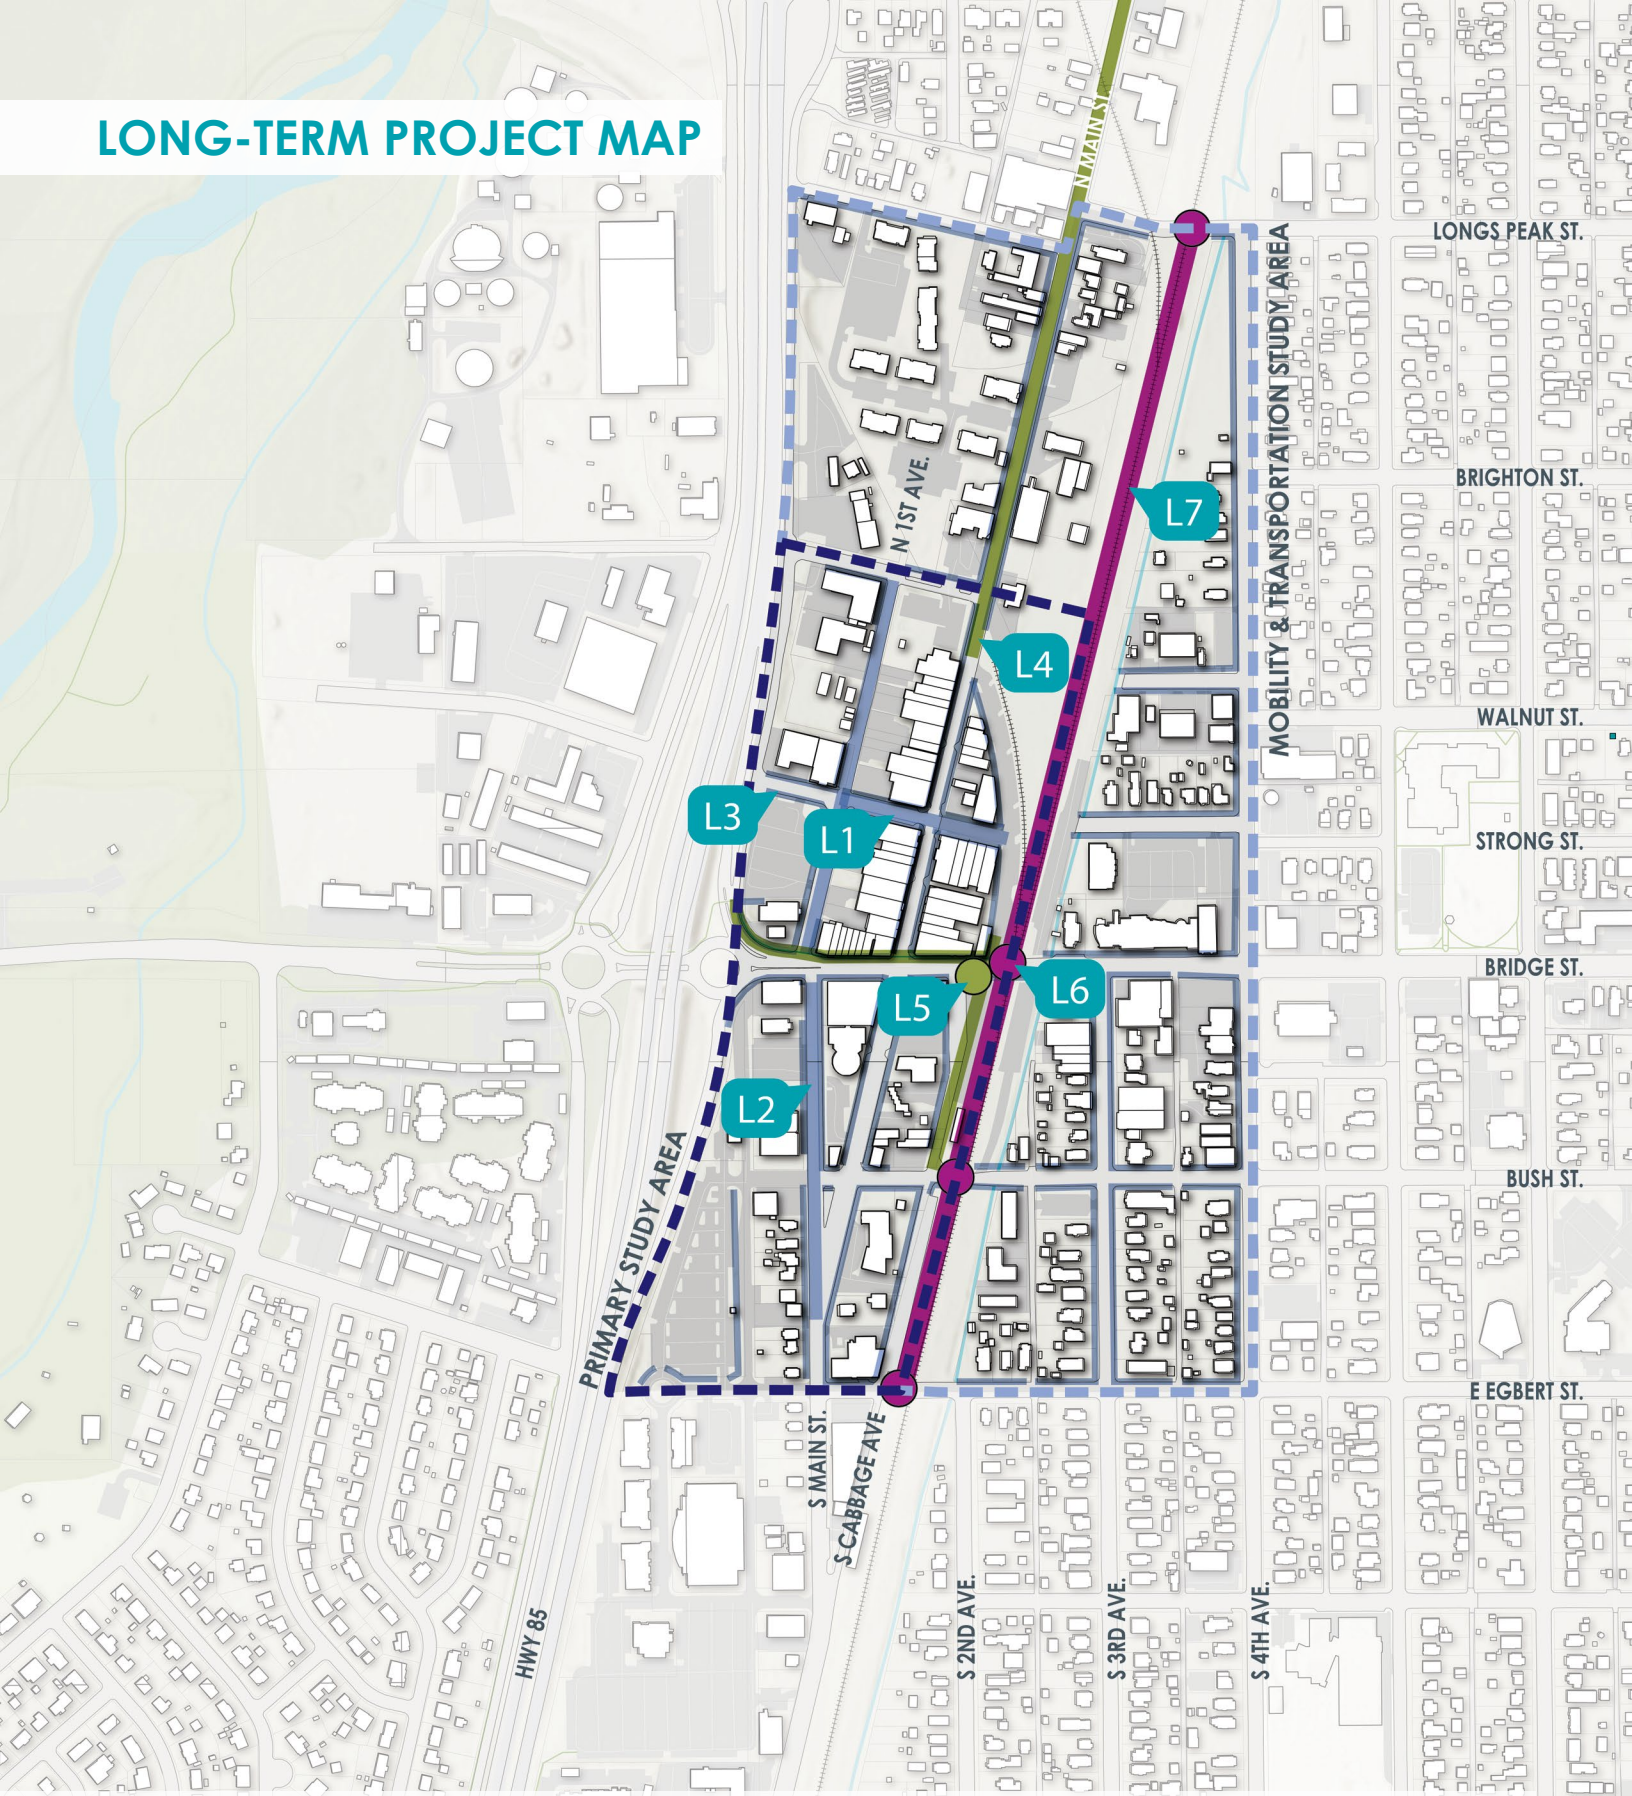 LONG-TERM PROJECT MAP
N MAIN ST.
LONGS PEAK ST.
MOBILITY & TRANSPORTATION STUDY AREA
BRIGHTON ST.
N 1ST AVE.
L7
L4
WALNUT ST.
L3
L1
STRONG ST.
BRIDGE ST.
L5
L6
L2
PRIMARY STUDY AREA
BUSH ST.
E EGBERT ST.
S MAIN ST.
S CABBAGE AVE
HWY 85
S 2ND AVE.
S 3RD AVE.
S 4TH AVE.